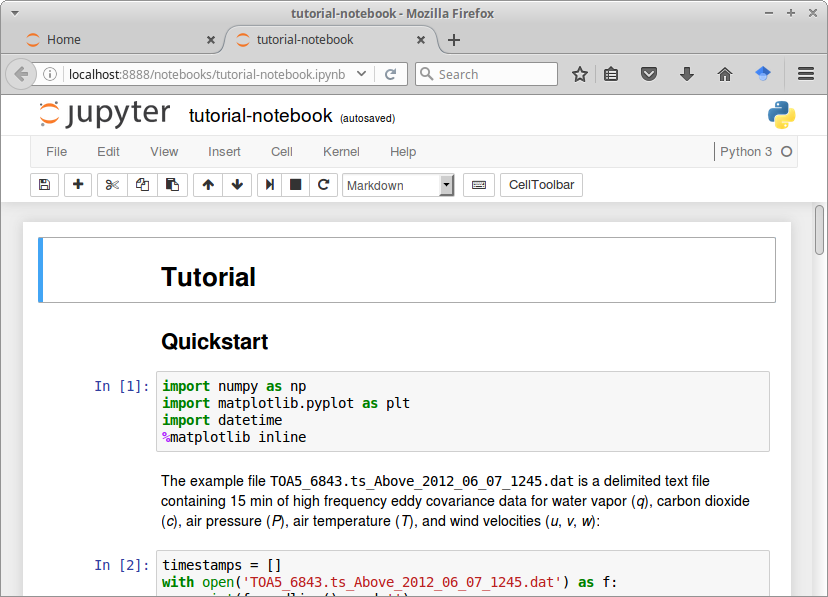 tutorial-notebook - Mozilla Firefox
Home
tutorial-notebook
localhost:8888/notebooks/tutorial-notebook.ipynb
Search
jupyter tutorial-notebook (autosaved)
File Edit View Insert Cell Kernel Help Python 3
Markdown CellToolbar
Tutorial
Quickstart
In [1]: import numpy as np
import matplotlib.pyplot as plt
import datetime
%matplotlib inline
The example file TOA5_6843.ts_Above_2012_06_07_1245.dat is a delimited text file
containing 15 min of high frequency eddy covariance data for water vapor (q), carbon dioxide
(c), air pressure (P), air temperature (T), and wind velocities (u, v, w):
In [2]: timestamps = []
with open('TOA5_6843.ts_Above_2012_06_07_1245.dat') as f: